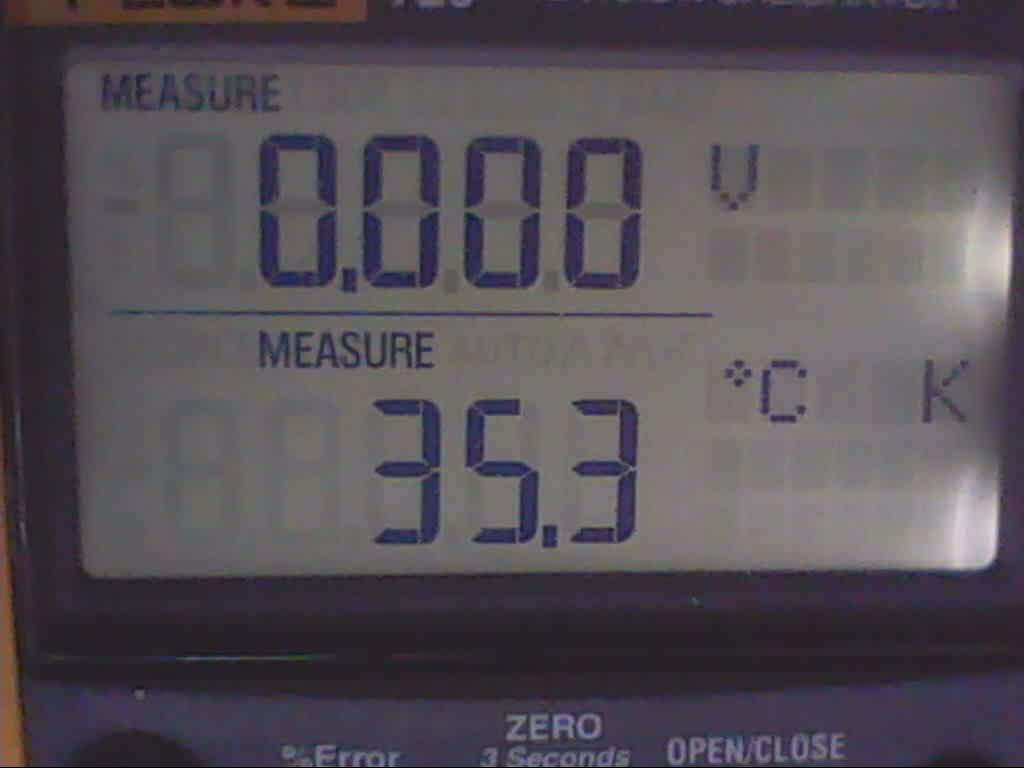 MEASURE
0.000 V
MEASURE
35.3 °C K
ZERO
%Error 3 Seconds OPEN/CLOSE